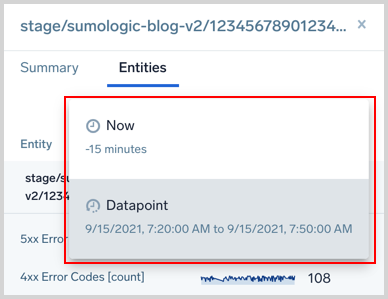 stage/sumologic-blog-v2/12345678901234... ×
Summary Entities
Now
-15 minutes
Entity
stage/su
v2/1234
Datapoint
9/15/2021, 7:20:00 AM to 9/15/2021, 7:50:00 AM
5xx Error
4xx Error Codes [count] 108